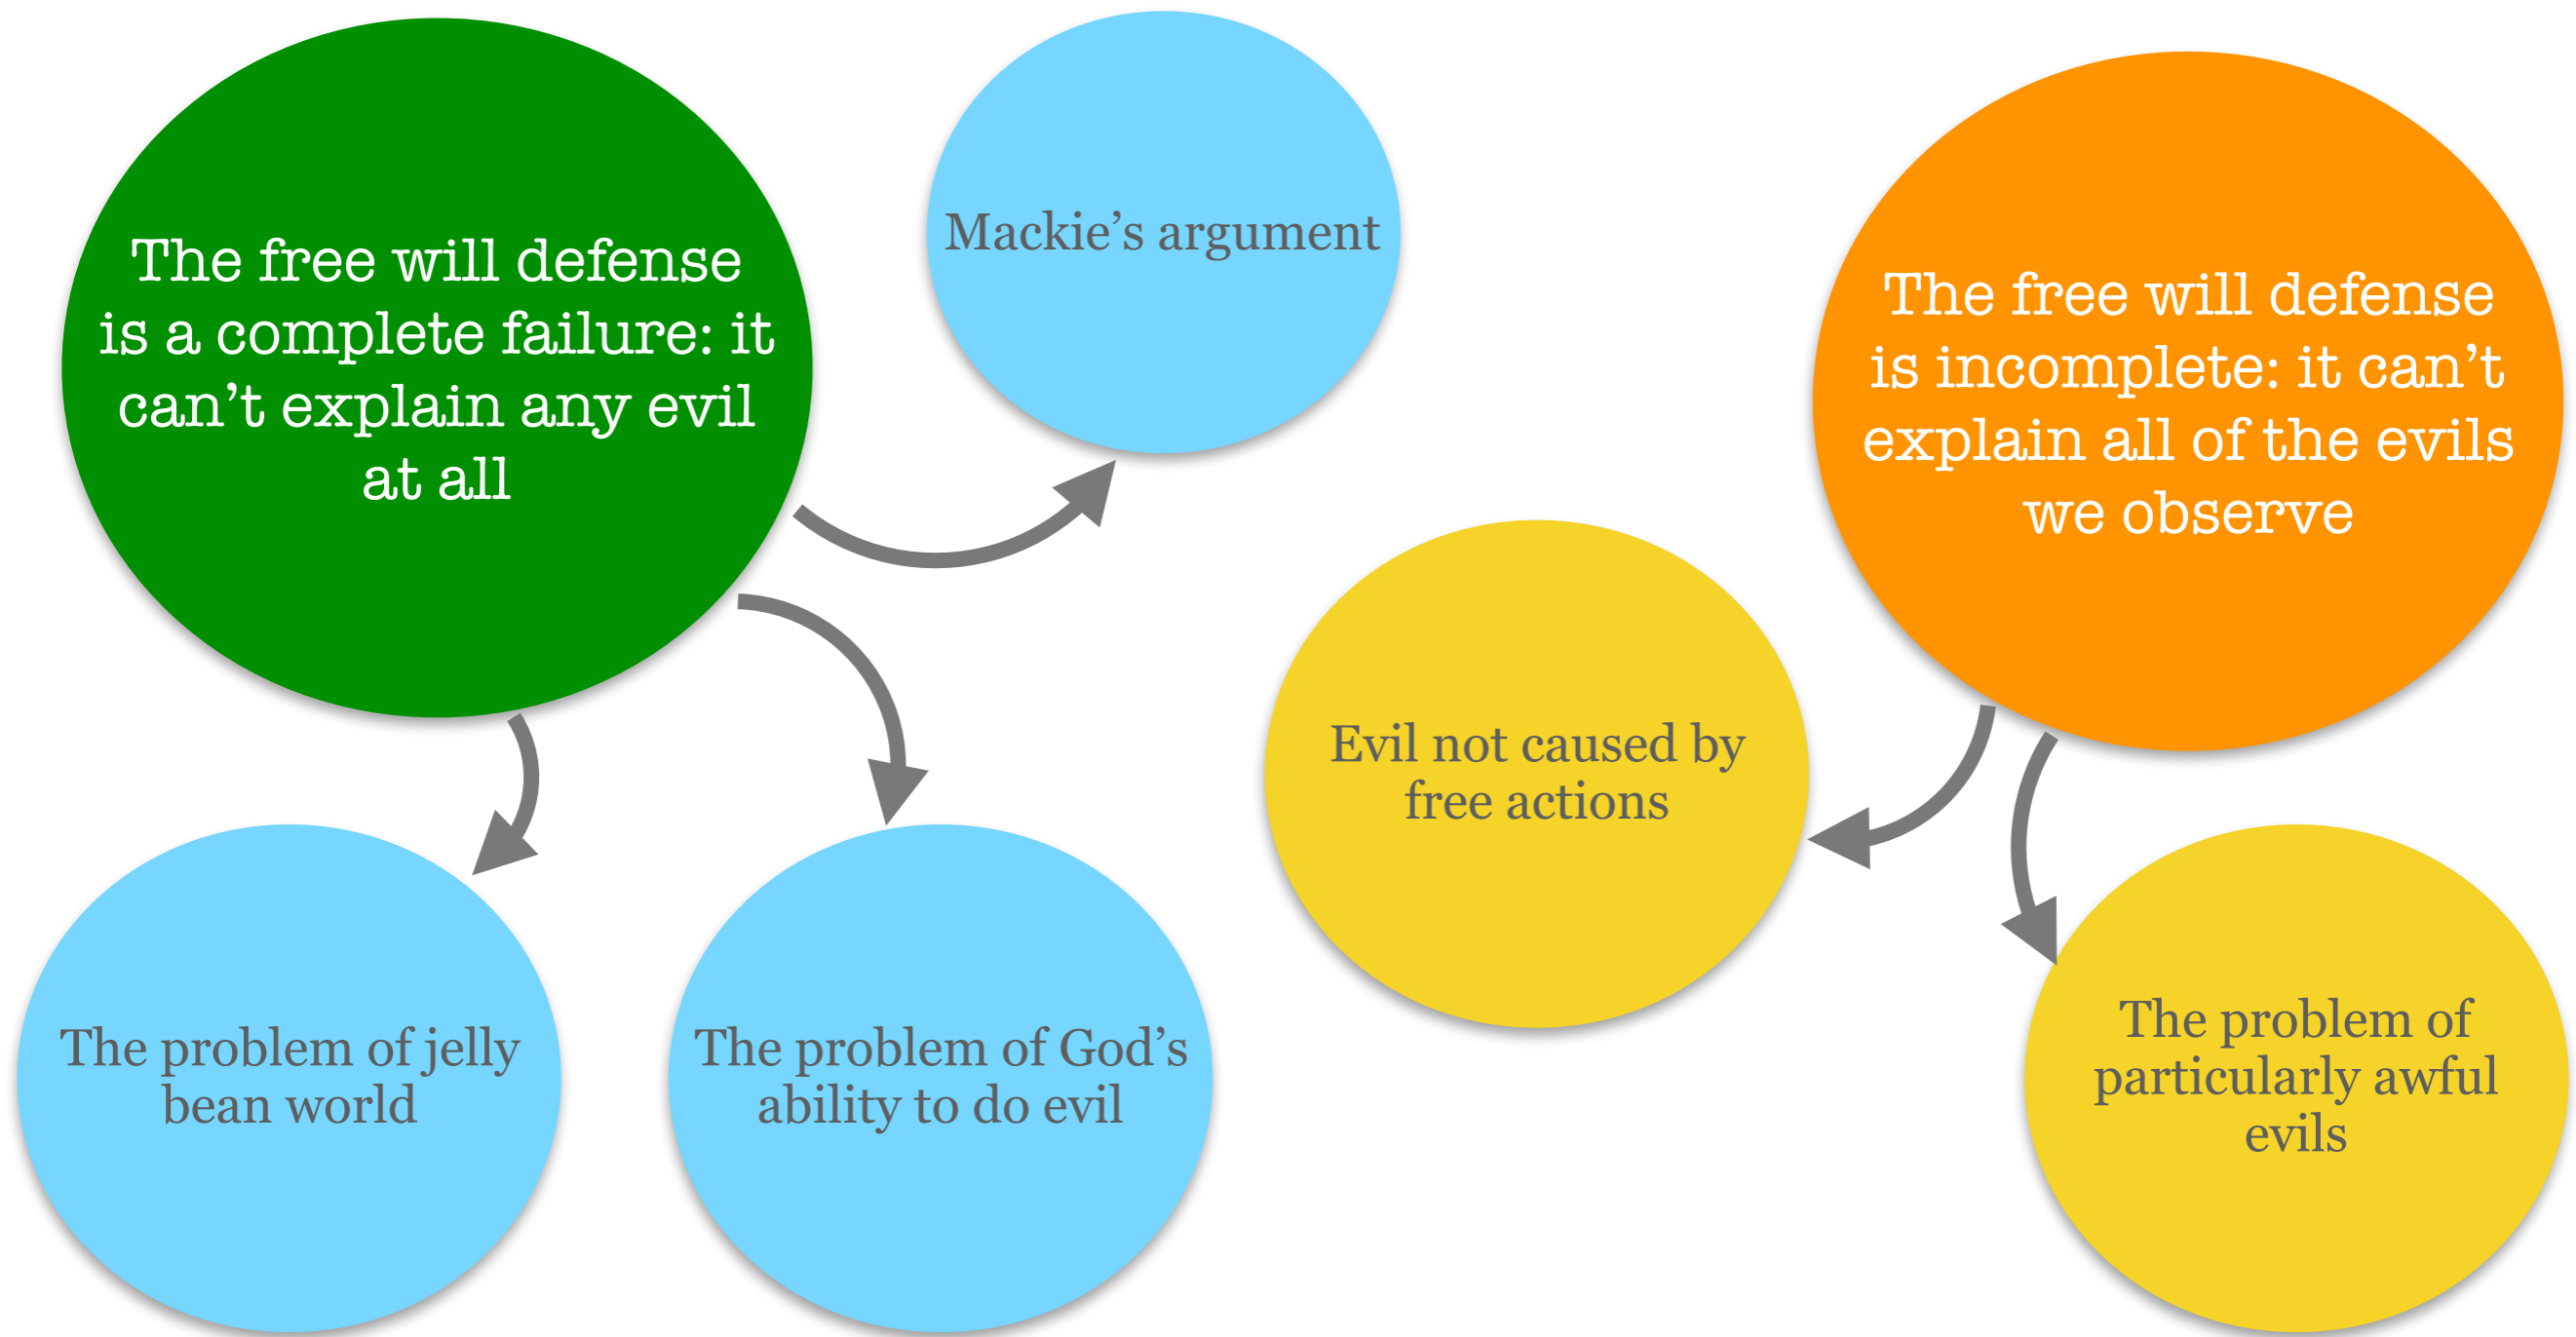 The free will defense
is a complete failure: it
can’t explain any evil
at all
Mackie’s argument
The free will defense
is incomplete: it can’t
explain all of the evils
we observe
Evil not caused by
free actions
The problem of jelly
bean world
The problem of God’s
ability to do evil
The problem of
particularly awful
evils